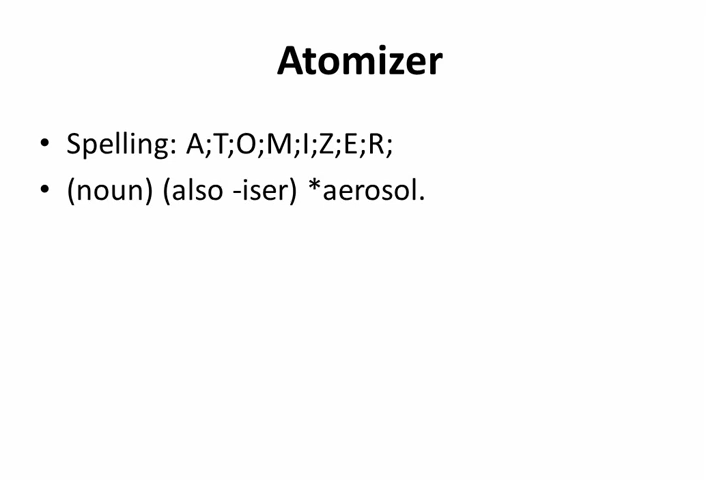 Atomizer
• Spelling: A;T;O;M;I;Z;E;R;
• (noun) (also -iser) *aerosol.